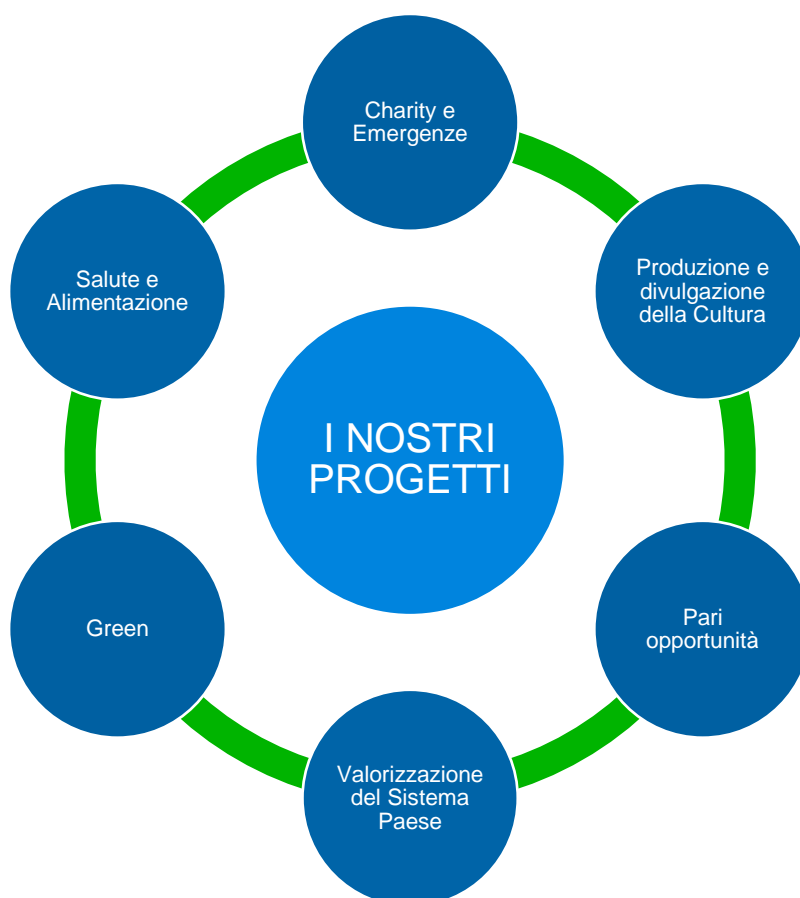 Charity e
Emergenze
Produzione e
divulgazione
della Cultura
Pari
opportunità
Valorizzazione
del Sistema
Paese
Green
Salute e
Alimentazione
I NOSTRI
PROGETTI